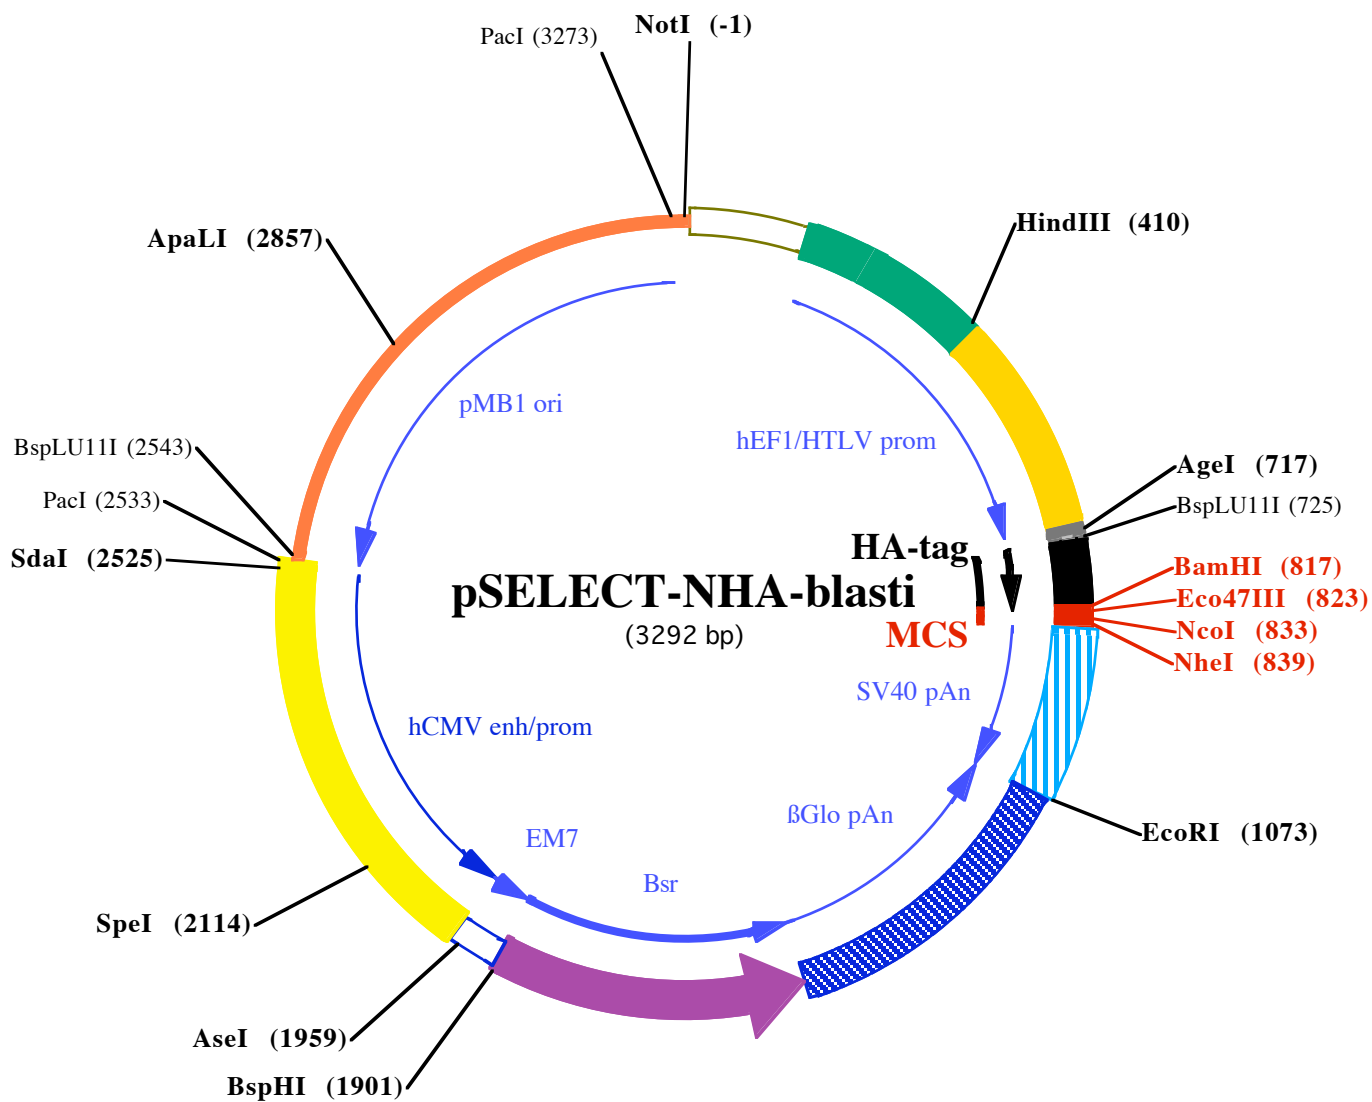 NotI (-1)
PacI (3273)
HindIII (410)
ApaLI (2857)
pMB1 ori
hEF1/HTLV prom
BspLU11I (2543)
AgeI (717)
PacI (2533)
BspLU11I (725)
SdaI (2525)
HA-tag
BamHI (817)
pSELECT-NHA-blasti
Eco47III (823)
(3292 bp)
MCS
NcoI (833)
NheI (839)
SV40 pAn
hCMV enh/prom
ßGlo pAn
EcoRI (1073)
EM7
Bsr
SpeI (2114)
AseI (1959)
BspHI (1901)